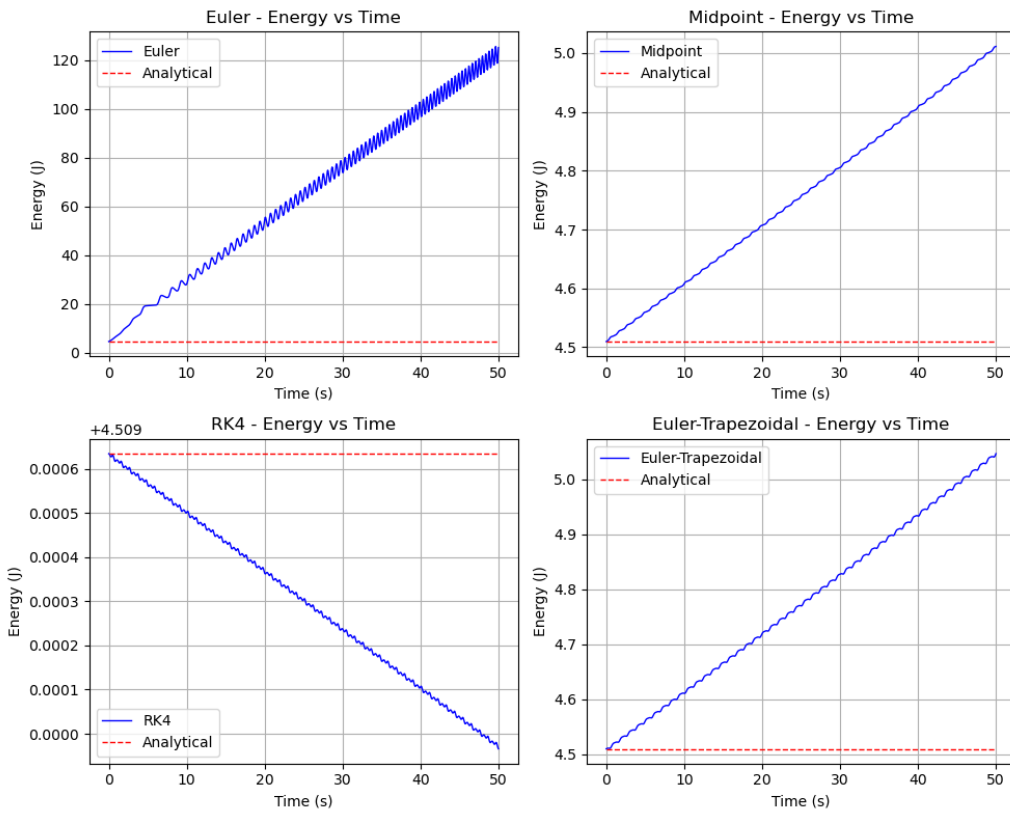 Euler - Energy vs Time
Energy (J)
120
100
80
60
40
20
0
Euler
Analytical
0 10 20 30 40 50
Time (s)
Midpoint - Energy vs Time
Energy (J)
5.0
4.9
4.8
4.7
4.6
4.5
Midpoint
Analytical
0 10 20 30 40 50
Time (s)
RK4 - Energy vs Time
+4.509
Energy (J)
0.0006
0.0005
0.0004
0.0003
0.0002
0.0001
0.0000
RK4
Analytical
0 10 20 30 40 50
Time (s)
Euler-Trapezoidal - Energy vs Time
Energy (J)
5.0
4.9
4.8
4.7
4.6
4.5
Euler-Trapezoidal
Analytical
0 10 20 30 40 50
Time (s)